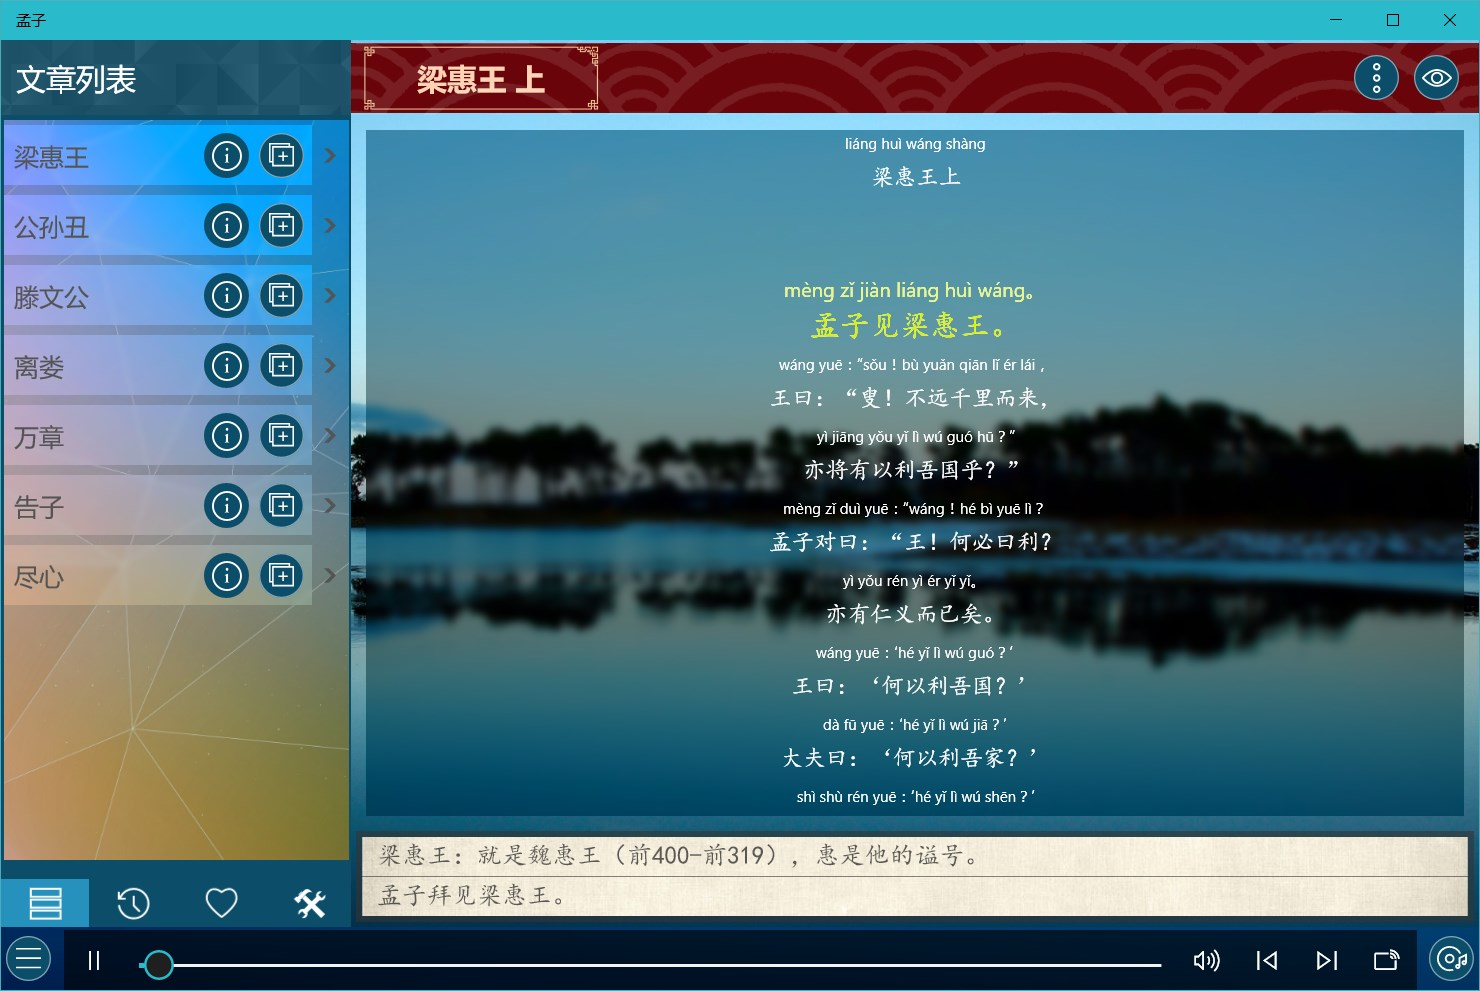 孟子
文章列表
梁惠王
公孙丑
滕文公
离娄
万章
告子
尽心
梁惠王 上
liáng huì wáng shàng
梁惠王上
mèng zǐ jiàn liáng huì wáng。
孟子见梁惠王。
wáng yuē：“sǒu！bù yuǎn qiān lǐ ér lái，
王曰：“叟！不远千里而来，
yì jiāng yǒu yǐ lì wú guó hū？”
亦将有以利吾国乎？”
mèng zǐ duì yuē：“wáng！hé bì yuē lì？
孟子对曰：“王！何必曰利？
yì yǒu rén yì ér yǐ yǐ。
亦有仁义而已矣。
wáng yuē：‘hé yǐ lì wú guó？’
王曰：‘何以利吾国？’
dà fū yuē：‘hé yǐ lì wú jiā？’
大夫曰：‘何以利吾家？’
shì shù rén yuē：‘hé yǐ lì wú shēn？’
梁惠王：就是魏惠王（前400-前319），惠是他的谥号。
孟子拜见梁惠王。